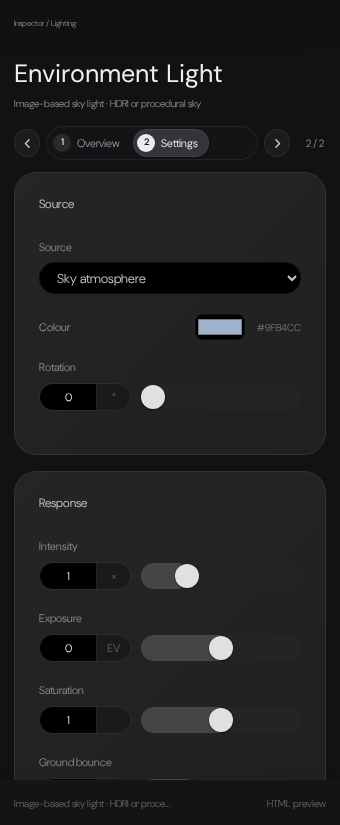 Inspector / Lighting
Environment Light
Image-based sky light · HDRI or procedural sky
1 Overview 2 Settings 2 / 2
Source
Source
Sky atmosphere
Colour #9FB4CC
Rotation
0 °
Response
Intensity
1 ×
Exposure
0 EV
Saturation
1
Ground bounce
Image-based sky light · HDRI or proce... HTML preview